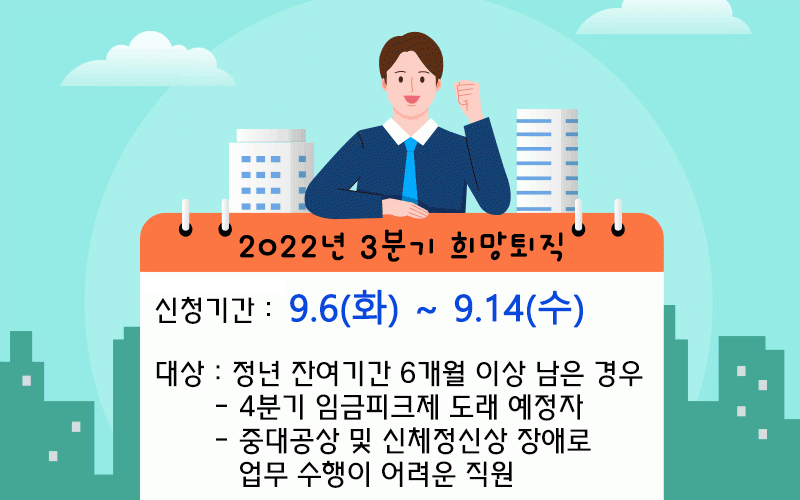 2022년 3분기 희망퇴직
신청기간 : 9.6(화) ~ 9.14(수)
대상 : 정년 잔여기간 6개월 이상 남은 경우
- 4분기 임금피크제 도래 예정자
- 중대공상 및 신체정신상 장애로
업무 수행이 어려운 직원